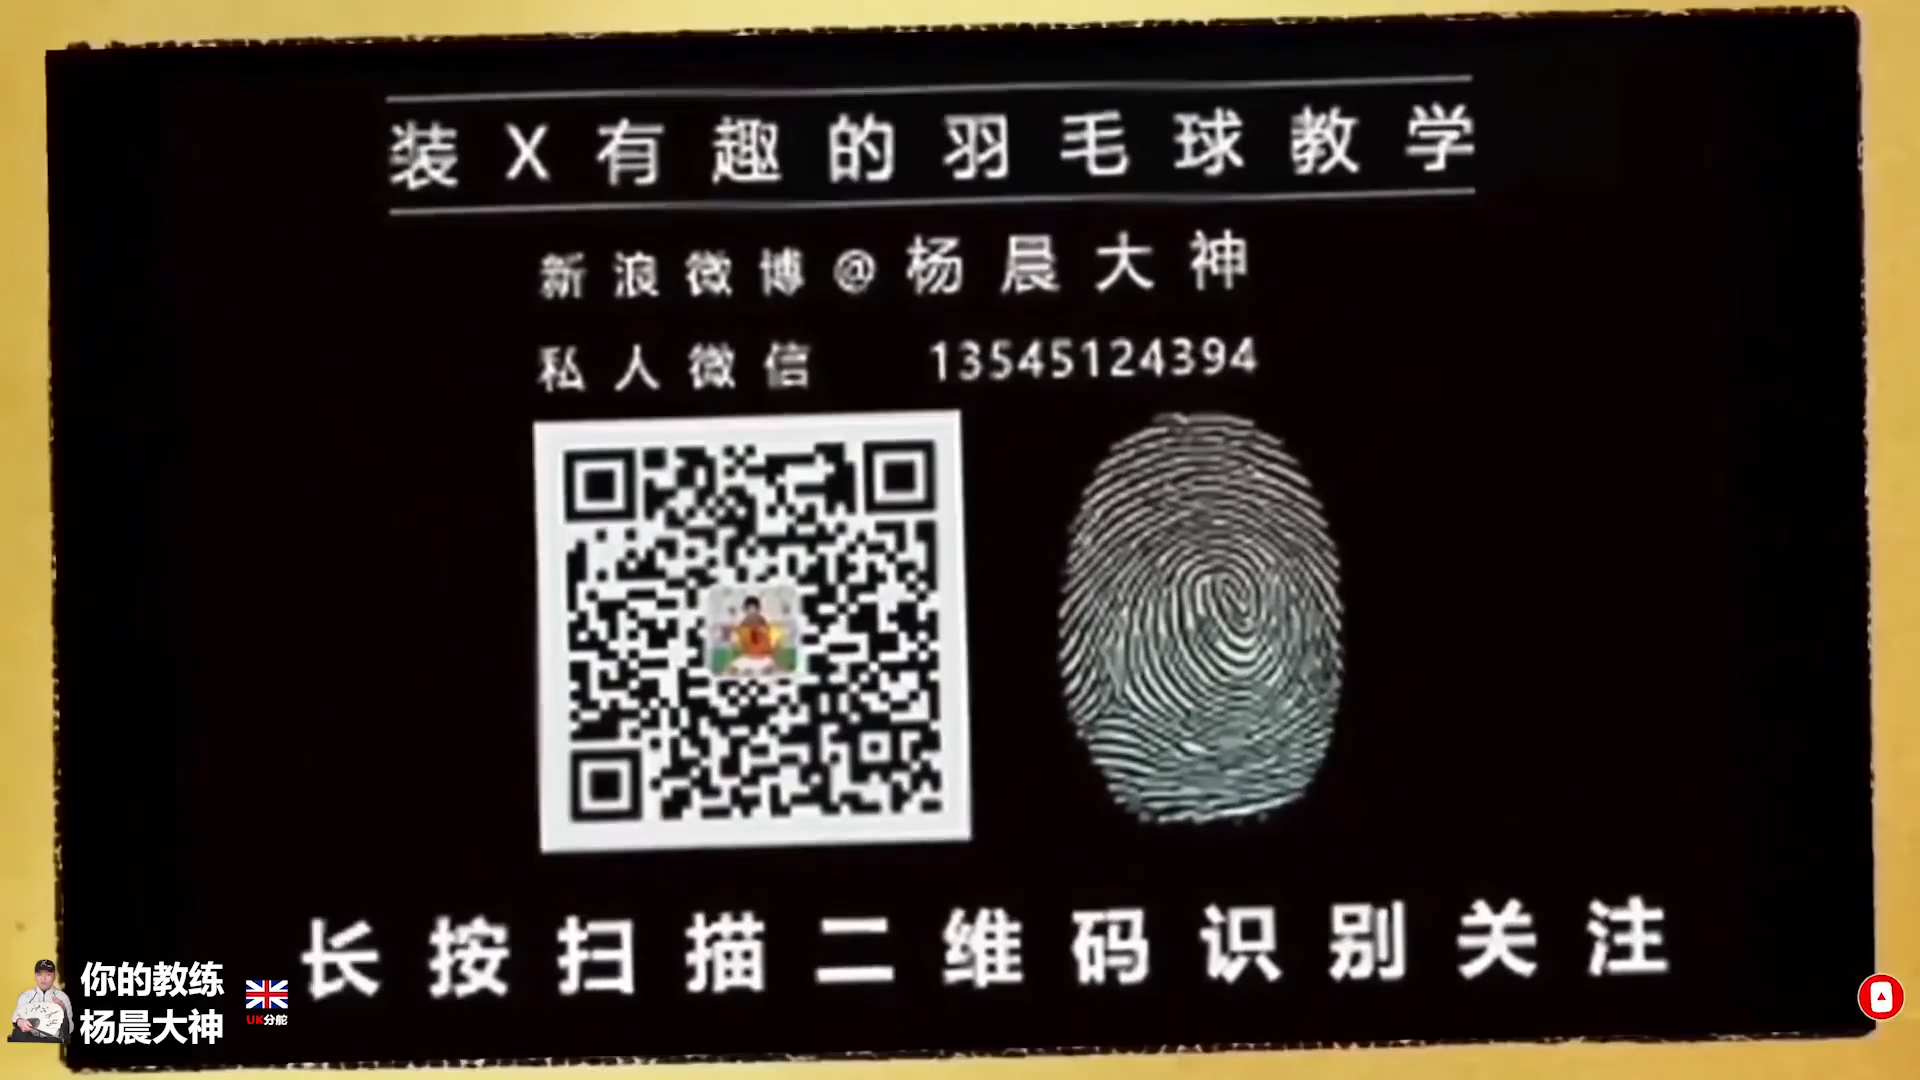 装X有趣的羽毛球教学
新浪微博@杨晨大神
私人微信 13545124394
长按扫描二维码识别关注
你的教练
杨晨大神
UK分舵